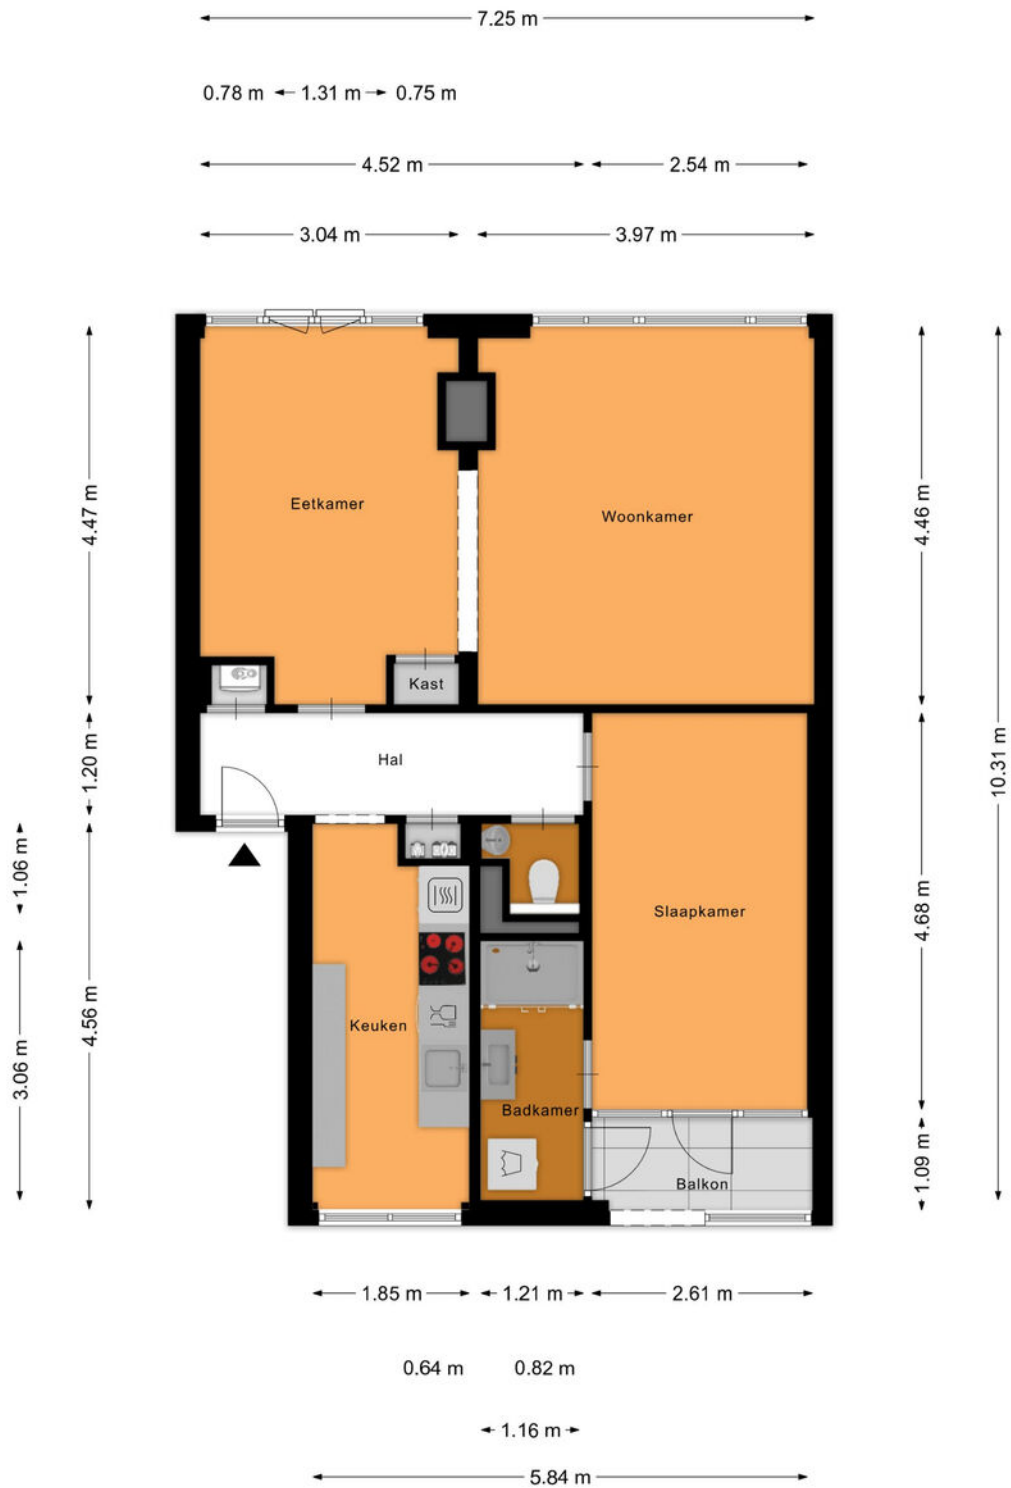 7.25 m
0.78 m 1.31 m 0.75 m
4.52 m 2.54 m
3.04 m 3.97 m
4.47 m
4.46 m
Eetkamer
Woonkamer
Kast
1.20 m
Hal
10.31 m
1.06 m
4.68 m
Slaapkamer
4.56 m
Keuken
3.06 m
Badkamer
1.09 m
Balkon
1.85 m 1.21 m 2.61 m
0.64 m 0.82 m
1.16 m
5.84 m